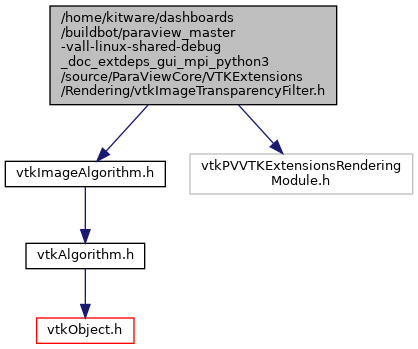 /home/kitware/dashboards
/buildbot/paraview_master
-vall-linux-shared-debug
_doc_extdeps_gui_mpi_python3
/source/ParaViewCore/VTKExtensions
/Rendering/vtkImageTransparencyFilter.h
vtkImageAlgorithm.h
vtkPVVTKExtensionsRendering
Module.h
vtkAlgorithm.h
vtkObject.h